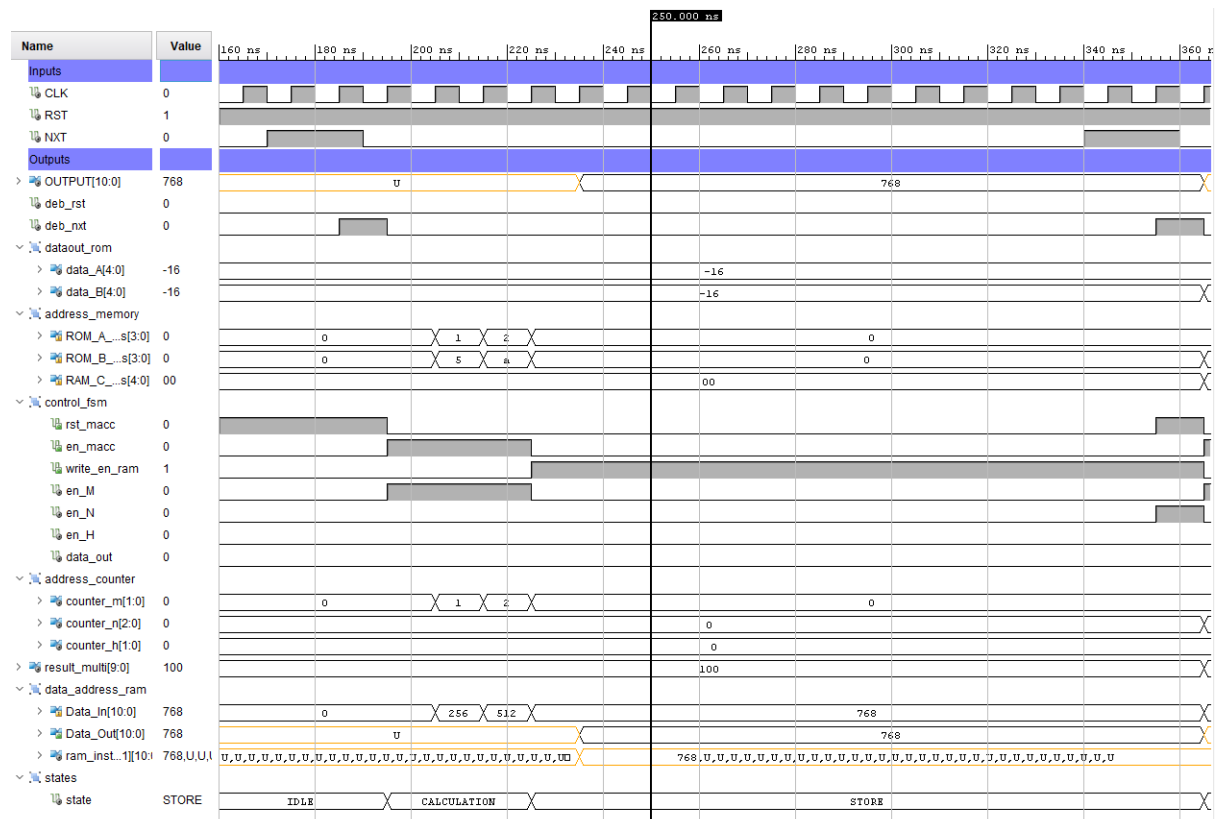 250.000 ns
Name Value 160 ns 180 ns 200 ns 220 ns 240 ns 260 ns 280 ns 300 ns 320 ns 340 ns 360 n
Inputs
CLK 0
RST 1
NXT 0
Outputs
OUTPUT[10:0] 768 U 768
deb_rst 0
deb_nxt 0
dataout_rom
data_A[4:0] -16 -16
data_B[4:0] -16 -16
address_memory
ROM_A_...s[3:0] 0 0 1 2 0
ROM_B_...s[3:0] 0 0 5 a 0
RAM_C_...s[4:0] 00 00
control_fsm
rst_macc 0
en_macc 0
write_en_ram 1
en_M 0
en_N 0
en_H 0
data_out 0
address_counter
counter_m[1:0] 0 0 1 2 0
counter_n[2:0] 0 0
counter_h[1:0] 0 0
result_multi[9:0] 100 100
data_address_ram
Data_In[10:0] 768 0 256 512 768
Data_Out[10:0] 768 U 768
ram_inst...1][10:( 768,U,U,U U,U,U,U,U,U,U,U,U,U,U,U,U,U,U,U,U,U,U,U,U,U,U 768,U,U,U,U,U,U,U,U,U,U,U,U,U,U,U,U,U,U,U,U,U,U,U,U,U,U,U,U,U,U,U
states
state STORE IDLE CALCULATION STORE